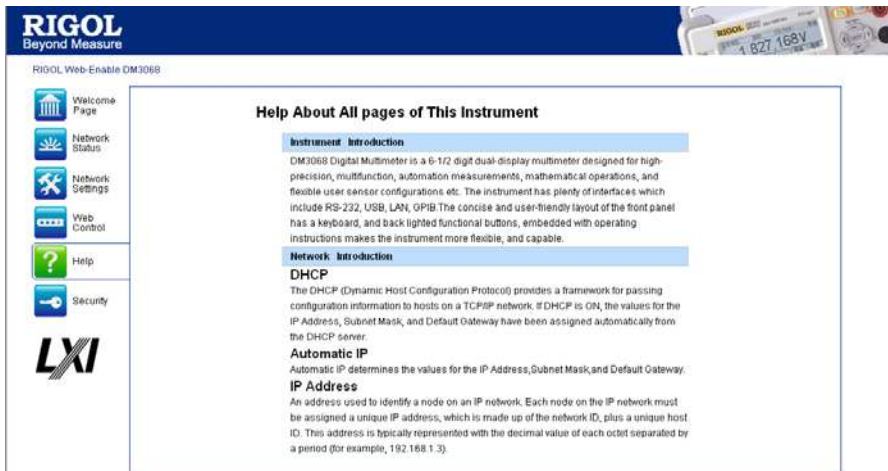 RIGOL
Beyond Measure
RIGOL
1.827,168V
RIGOL Web-Enable DM3068
Welcome
Page
Network
Status
Network
Settings
Web
Control
Help
Security
LXI
Help About All pages of This Instrument
Instrument Introduction
DM3068 Digital Multimeter is a 6-1/2 digit dual-display multimeter designed for high-
precision, multifunction, automation measurements, mathematical operations, and
flexible user sensor configurations etc. The instrument has plenty of interfaces which
include RS-232, USB, LAN, GPIB.The concise and user-friendly layout of the front panel
has a keyboard, and back lighted functional buttons, embedded with operating
instructions makes the instrument more flexible, and capable.
Network Introduction
DHCP
The DHCP (Dynamic Host Configuration Protocol) provides a framework for passing
configuration information to hosts on a TCP/IP network. If DHCP is ON, the values for the
IP Address, Subnet Mask, and Default Gateway have been assigned automatically from
the DHCP server.
Automatic IP
Automatic IP determines the values for the IP Address,Subnet Mask,and Default Gateway.
IP Address
An address used to identify a node on an IP network. Each node on the IP network must
be assigned a unique IP address, which is made up of the network ID, plus a unique host
ID. This address is typically represented with the decimal value of each octet separated by
a period (for example, 192.168.1.3).